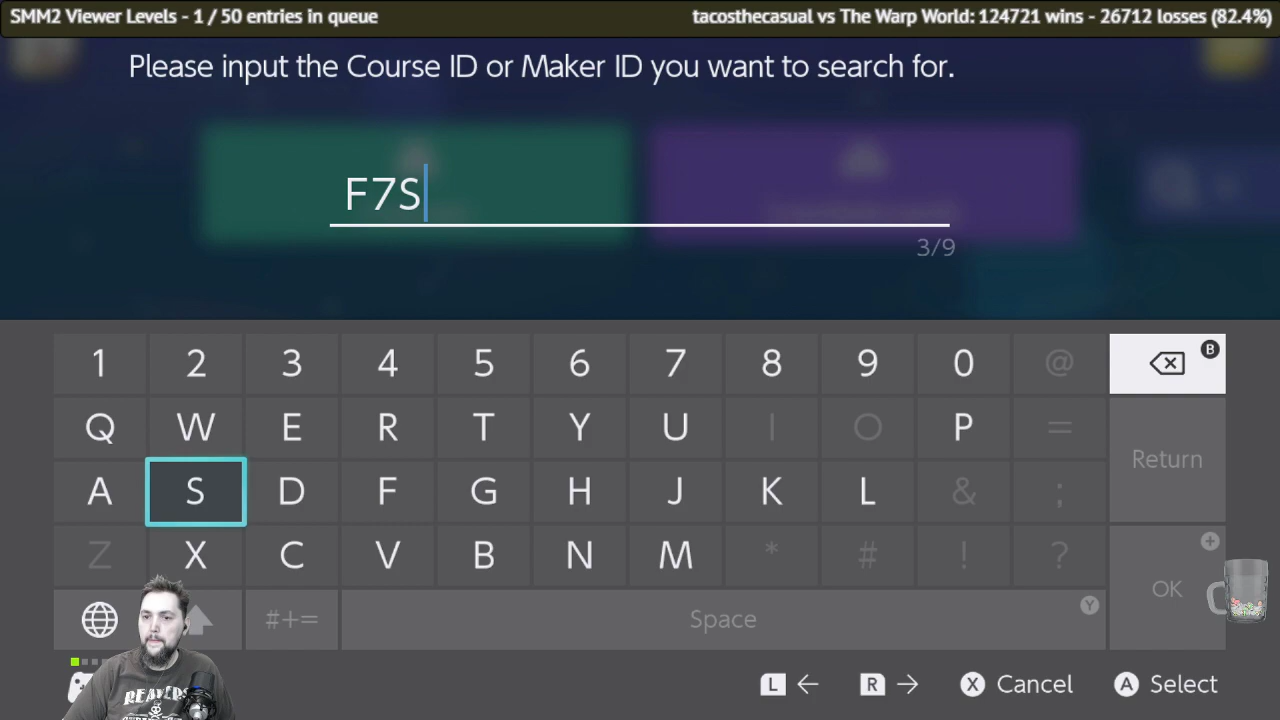 SMM2 Viewer Levels - 1 / 50 entries in queue
tacosthecasual vs The Warp World: 124721 wins - 26712 losses (82.4%)
Please input the Course ID or Maker ID you want to search for.
F7S
3/9
1 2 3 4 5 6 7 8 9 0 @ B
Q W E R T Y U I O P =
Return
A S D F G H J K L & ;
Z X C V B N M * # ! ? +
OK
#+= Space Y
L ← R → X Cancel A Select
REAVERS